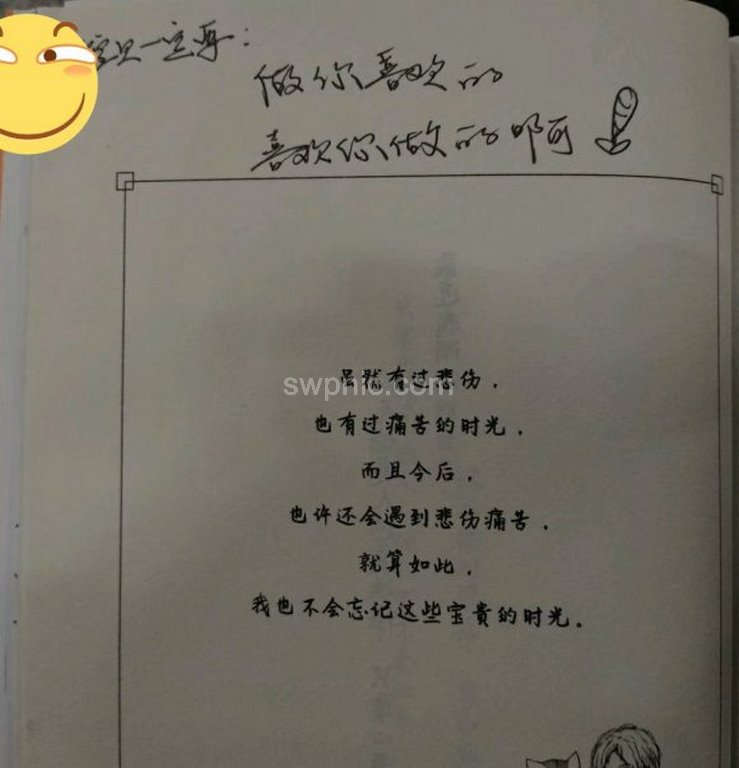 宝贝一定要：
做你喜欢的
喜欢你做的啊
虽然有过悲伤，
也有过痛苦的时光，
而且今后，
也许还会遇到悲伤痛苦，
就算如此，
我也不会忘记这些宝贵的时光。
swpnic.com